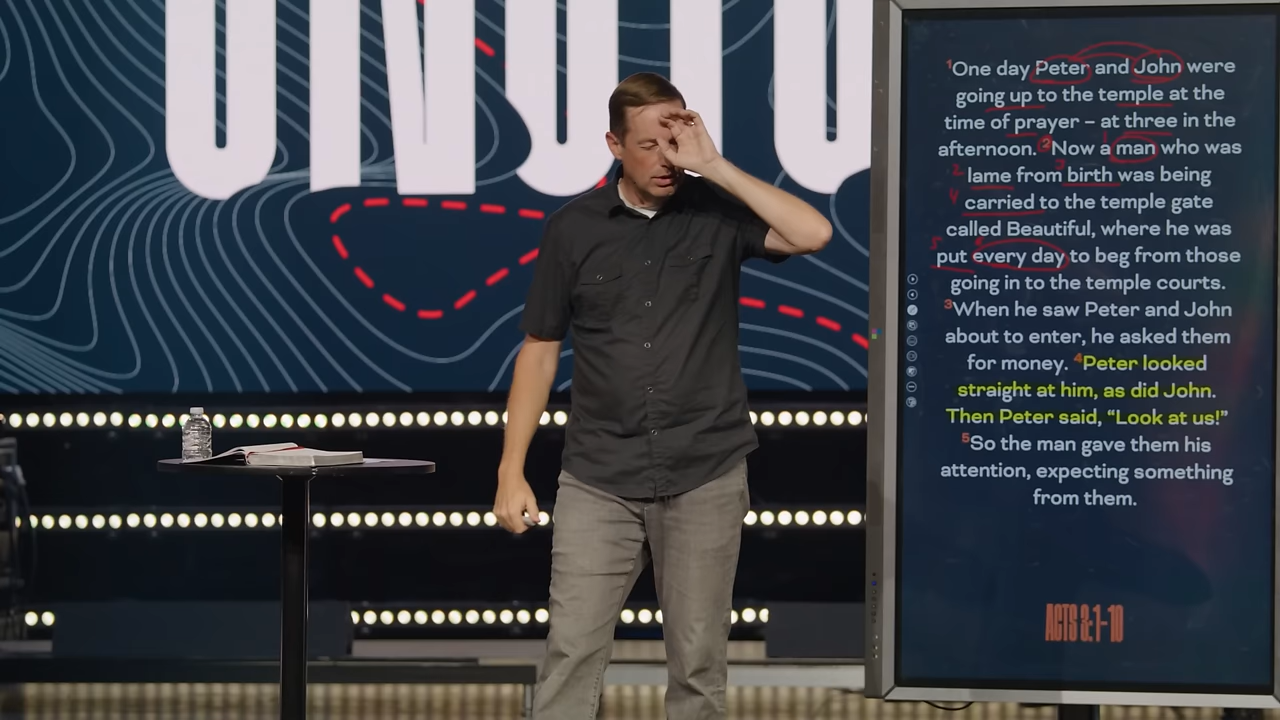 ¹One day Peter and John were
going up to the temple at the
time of prayer – at three in the
afternoon. ²Now a man who was
lame from birth was being
carried to the temple gate
called Beautiful, where he was
put every day to beg from those
going in to the temple courts.
³When he saw Peter and John
about to enter, he asked them
for money. ⁴Peter looked
straight at him, as did John.
Then Peter said, “Look at us!”
⁵So the man gave them his
attention, expecting something
from them.
ACTS 3:1-10